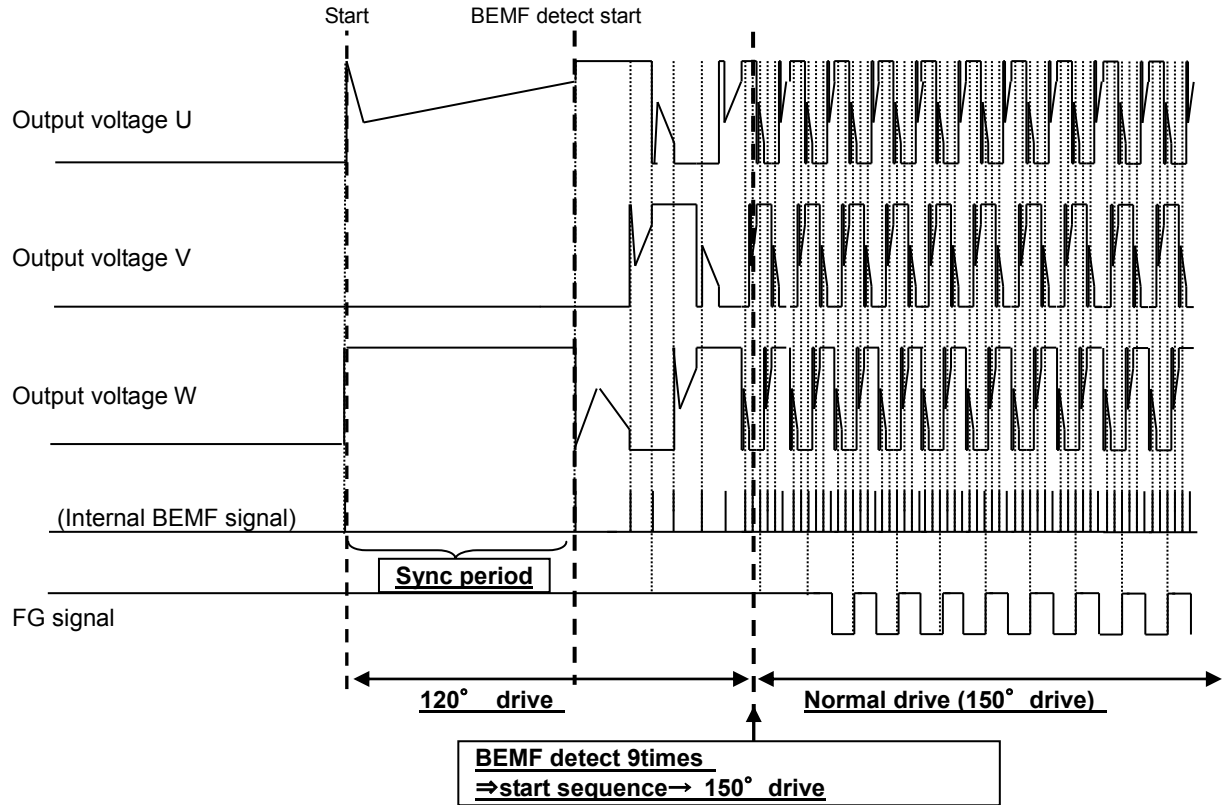 Start
BEMF detect start
Output voltage U
Output voltage V
Output voltage W
(Internal BEMF signal)
Sync period
FG signal
120° drive
Normal drive (150° drive)
BEMF detect 9times
⇒start sequence→ 150° drive